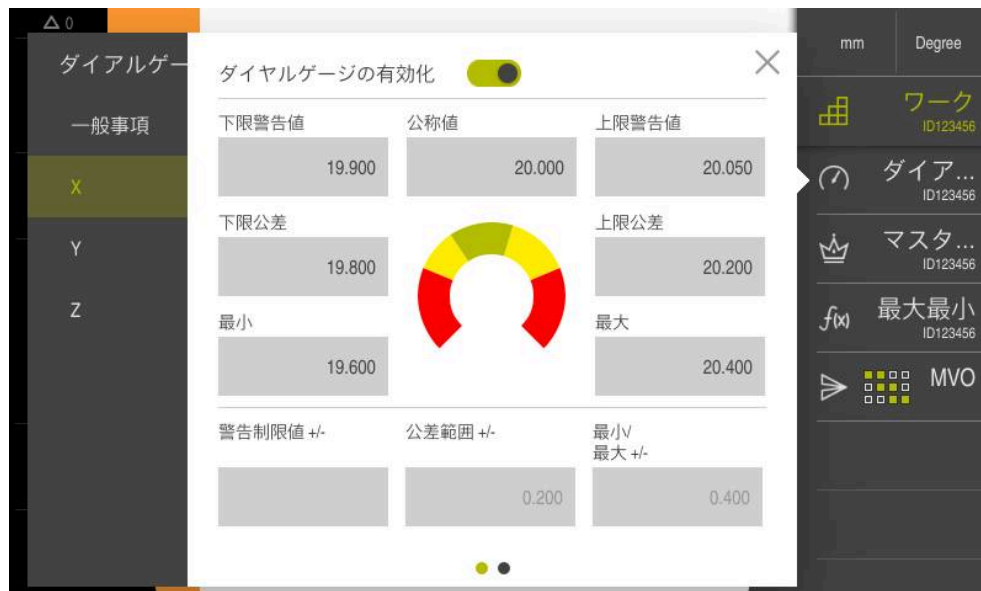 0
ダイアルゲー
一般事項
X
Y
Z
ダイヤルゲージの有効化
下限警告値 公称値 上限警告値
19.900 20.000 20.050
下限公差 上限公差
19.800 20.200
最小 最大
19.600 20.400
警告制限値 +/- 公差範囲 +/- 最小/
最大 +/-
0.200 0.400
mm Degree
ワーク
ID123456
ダイア...
ID123456
マスタ...
ID123456
f(x) 最大最小
ID123456
MVO